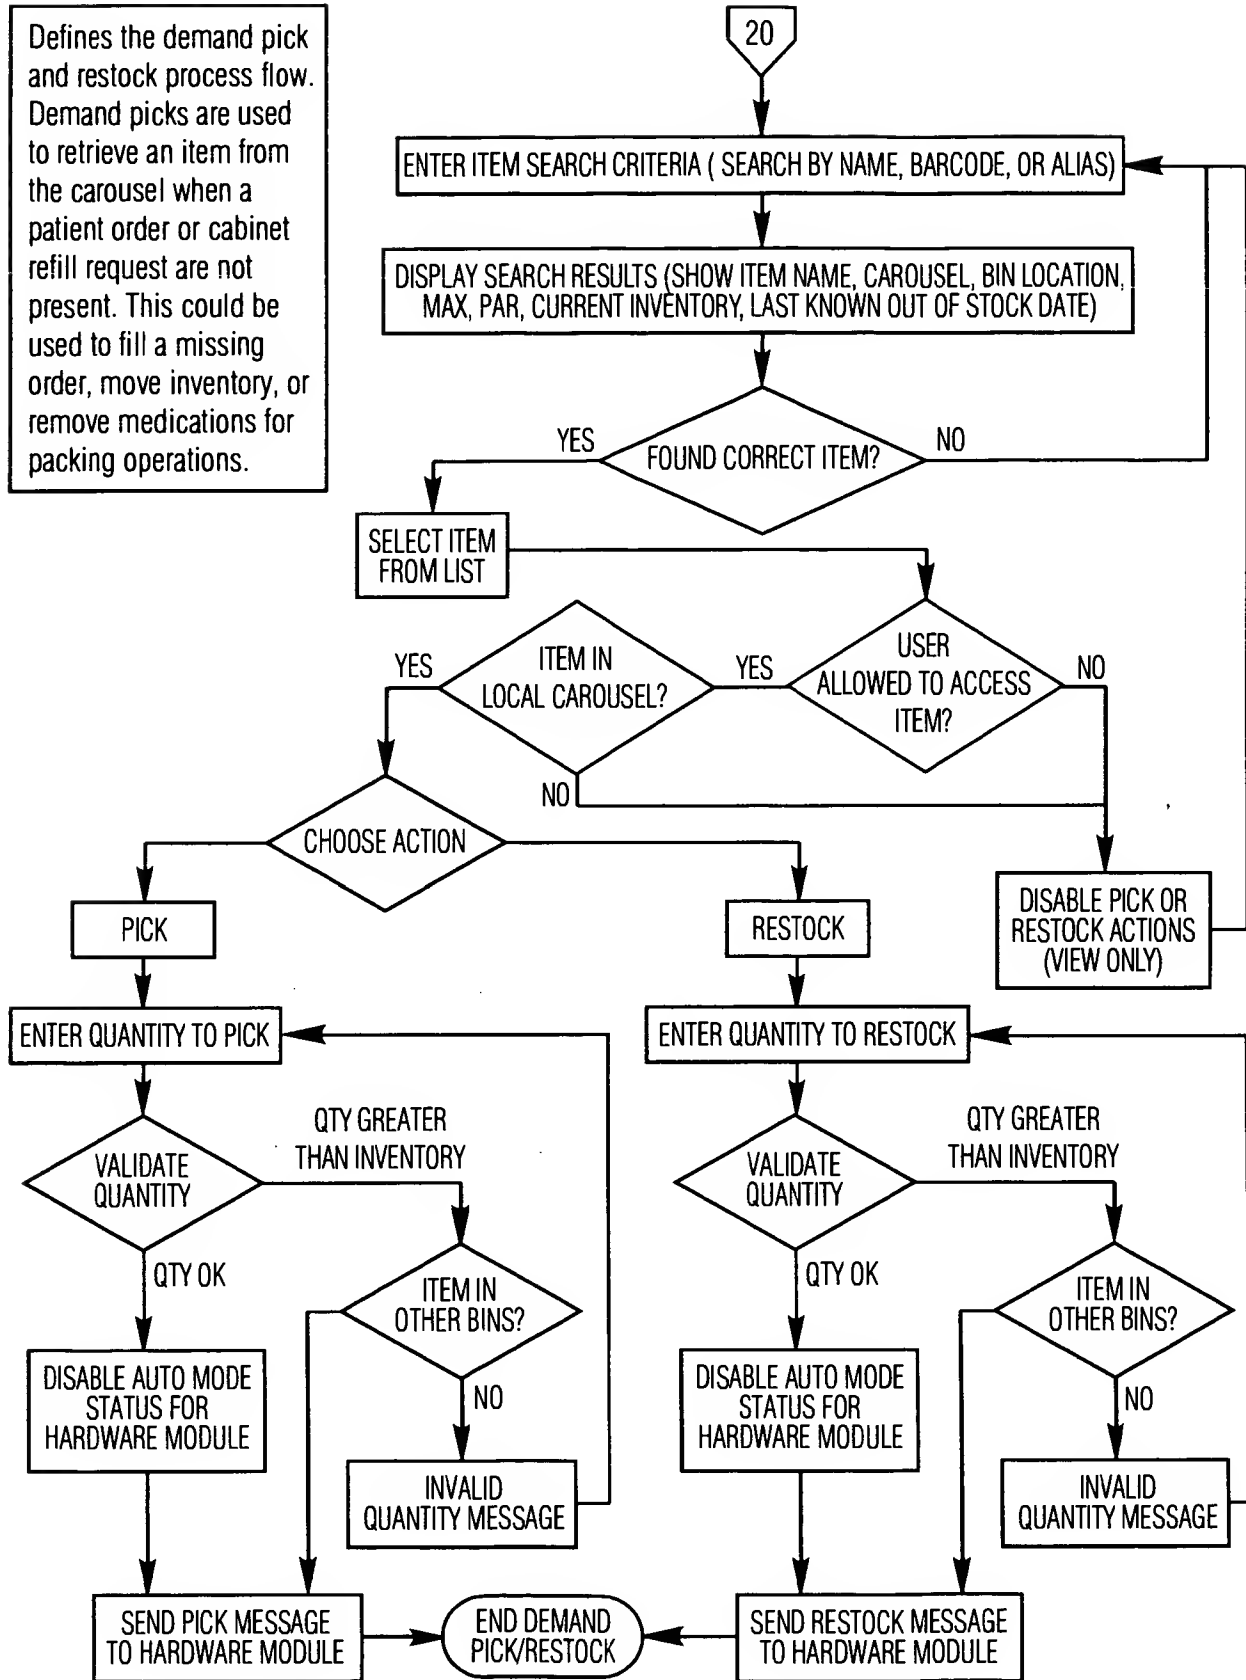 Defines the demand pick
and restock process flow.
Demand picks are used
to retrieve an item from
the carousel when a
patient order or cabinet
refill request are not
present. This could be
used to fill a missing
order, move inventory, or
remove medications for
packing operations.
20
ENTER ITEM SEARCH CRITERIA ( SEARCH BY NAME, BARCODE, OR ALIAS)
DISPLAY SEARCH RESULTS (SHOW ITEM NAME, CAROUSEL, BIN LOCATION,
MAX, PAR, CURRENT INVENTORY, LAST KNOWN OUT OF STOCK DATE)
YES
FOUND CORRECT ITEM?
NO
SELECT ITEM
FROM LIST
YES
ITEM IN
LOCAL CAROUSEL?
YES
USER
ALLOWED TO ACCESS
ITEM?
NO
NO
CHOOSE ACTION
PICK
RESTOCK
DISABLE PICK OR
RESTOCK ACTIONS
(VIEW ONLY)
ENTER QUANTITY TO PICK
ENTER QUANTITY TO RESTOCK
VALIDATE
QUANTITY
QTY GREATER
THAN INVENTORY
VALIDATE
QUANTITY
QTY GREATER
THAN INVENTORY
QTY OK
ITEM IN
OTHER BINS?
QTY OK
ITEM IN
OTHER BINS?
DISABLE AUTO MODE
STATUS FOR
HARDWARE MODULE
NO
DISABLE AUTO MODE
STATUS FOR
HARDWARE MODULE
NO
INVALID
QUANTITY MESSAGE
INVALID
QUANTITY MESSAGE
SEND PICK MESSAGE
TO HARDWARE MODULE
END DEMAND
PICK/RESTOCK
SEND RESTOCK MESSAGE
TO HARDWARE MODULE